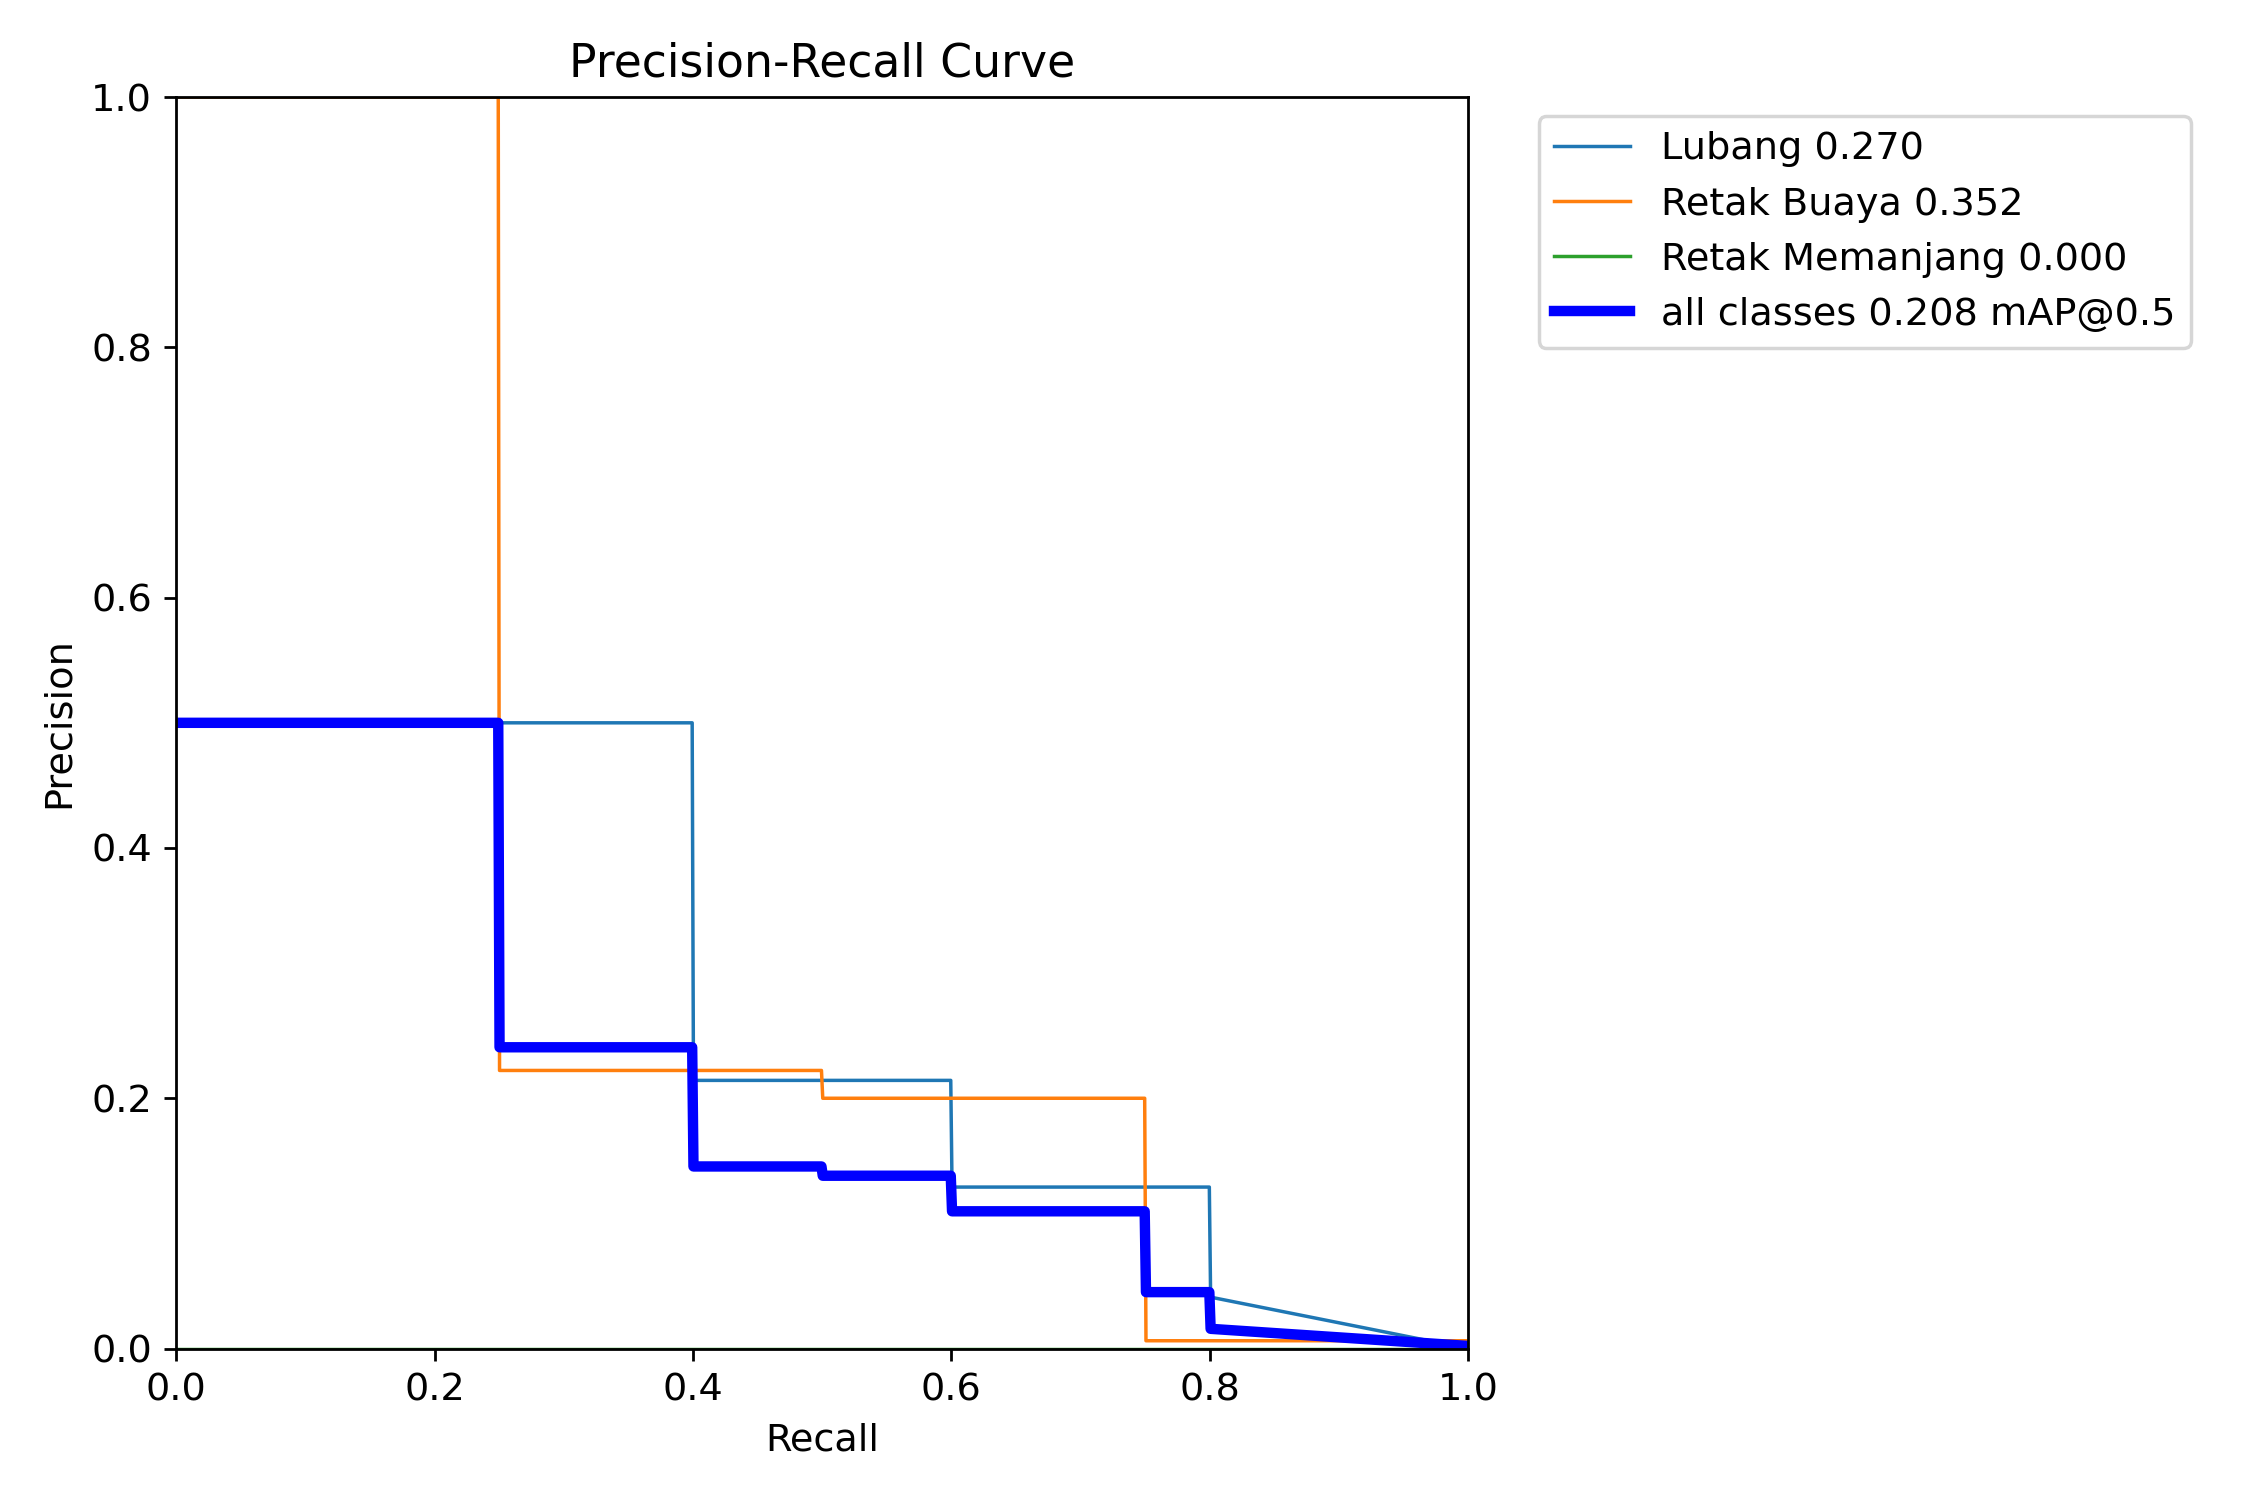 Precision-Recall Curve
1.0
0.8
0.6
0.4
0.2
0.0
Precision
0.0 0.2 0.4 0.6 0.8 1.0
Recall
Lubang 0.270
Retak Buaya 0.352
Retak Memanjang 0.000
all classes 0.208 mAP@0.5